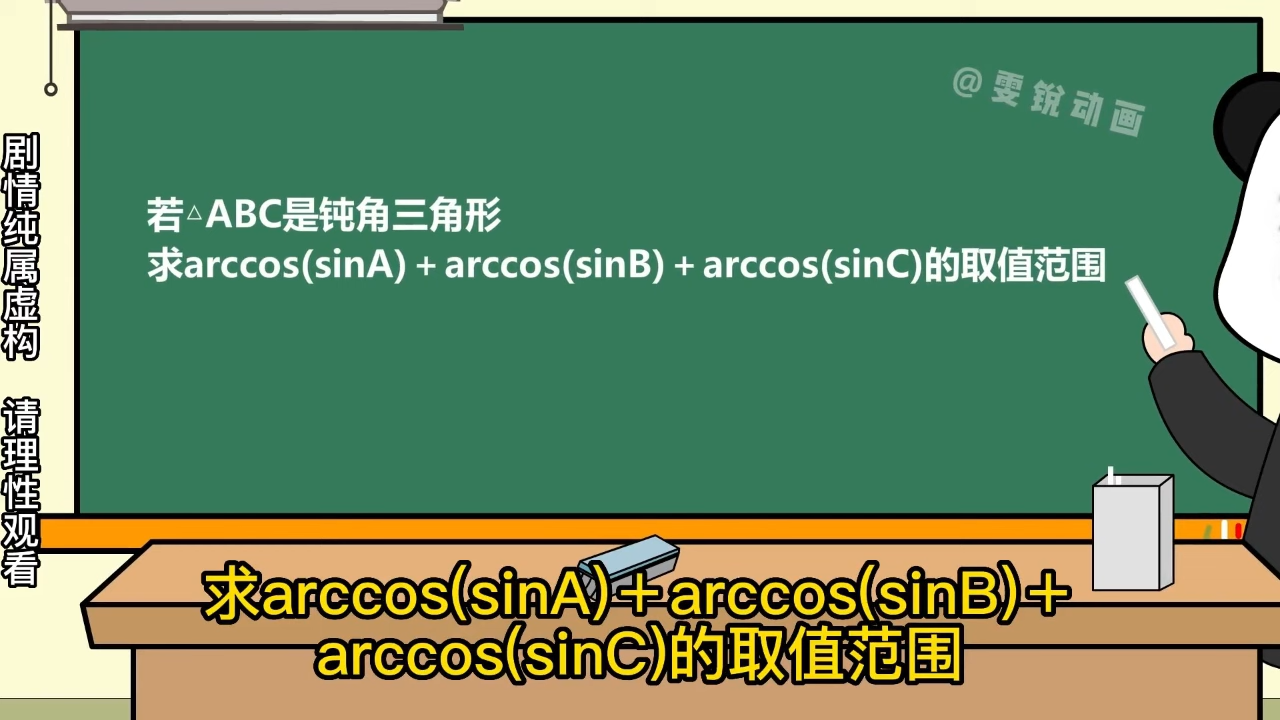 @雯锐动画
若△ABC是钝角三角形
求arccos(sinA)+arccos(sinB)+arccos(sinC)的取值范围
剧情纯属虚构 请理性观看
求arccos(sinA)+arccos(sinB)+
arccos(sinC)的取值范围